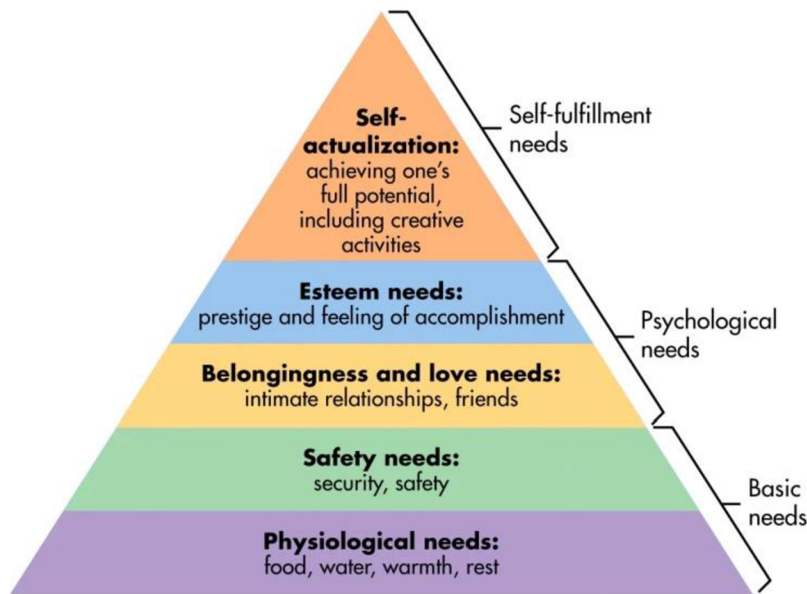 Self-
actualization:
achieving one's
full potential,
including creative
activities
Self-fulfillment
needs
Esteem needs:
prestige and feeling of accomplishment
Psychological
needs
Belongingness and love needs:
intimate relationships, friends
Safety needs:
security, safety
Basic
needs
Physiological needs:
food, water, warmth, rest